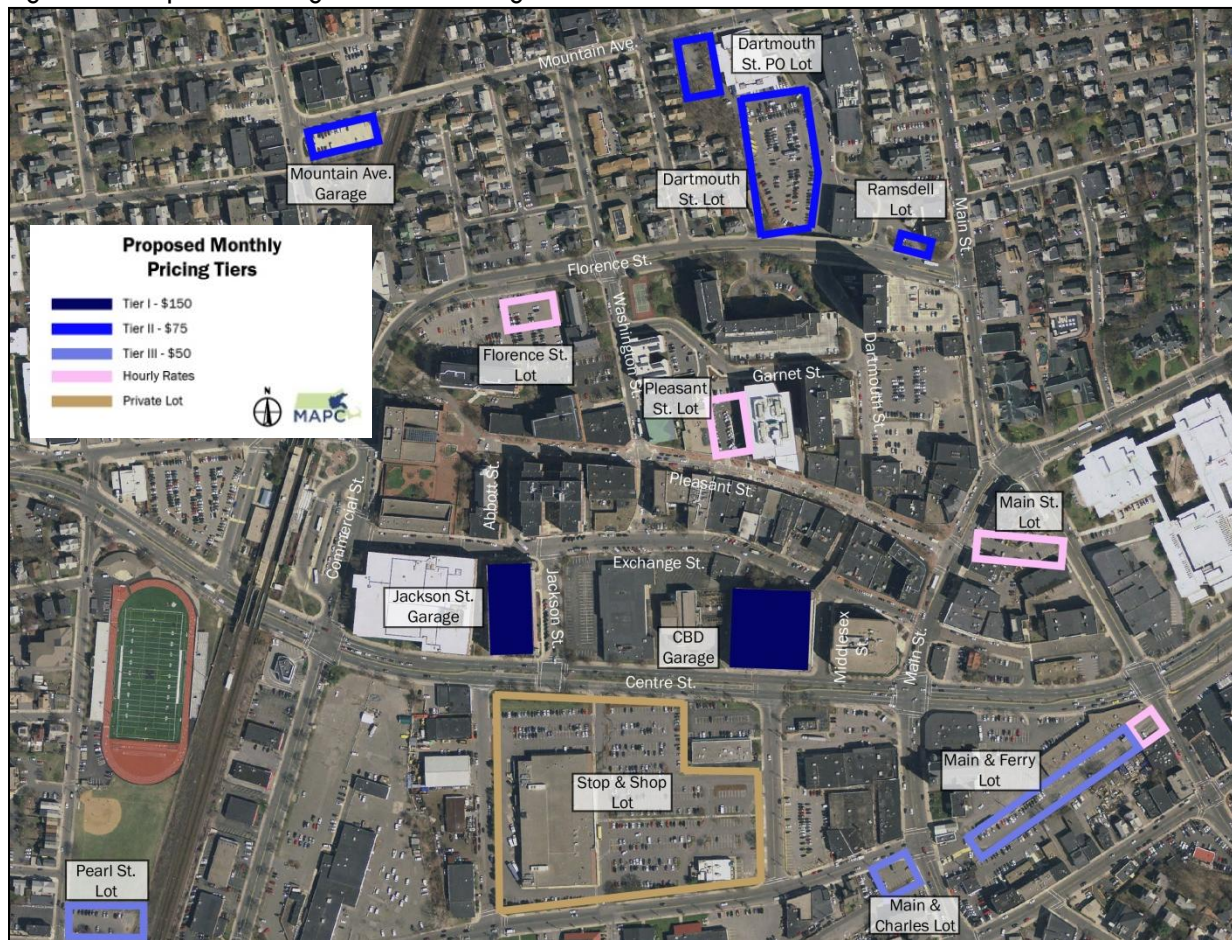 Mountain Ave.
Dartmouth
St. PO Lot
Mountain Ave.
Garage
Dartmouth
St. Lot
Ramsdell
Lot
Main St.
Proposed Monthly
Pricing Tiers
Tier I - $150
Tier II - $75
Tier III - $50
Hourly Rates
Private Lot
N
MAPC
Florence St.
Washington St.
Florence St.
Lot
Pleasant
St. Lot
Garnet St.
Dartmouth St.
Pleasant St.
Abbott St.
Commercial St.
Main St.
Lot
Exchange St.
Jackson St.
Garage
Jackson St.
CBD
Garage
Middlesex
St.
Main St.
Centre St.
Stop & Shop
Lot
Main & Ferry
Lot
Pearl St.
Lot
Main &
Charles Lot